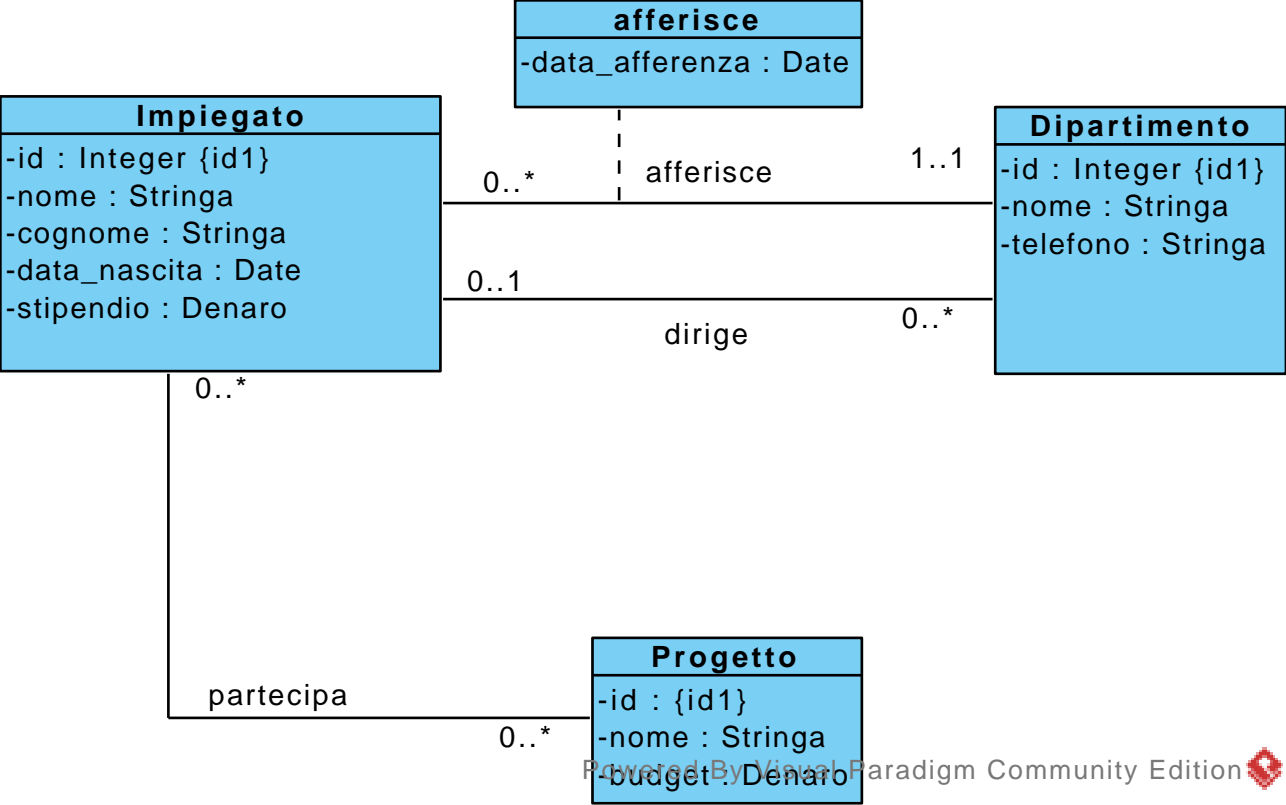 afferisce
-data_afferenza : Date
Impiegato
-id : Integer {id1}
-nome : Stringa
-cognome : Stringa
-data_nascita : Date
-stipendio : Denaro
Dipartimento
-id : Integer {id1}
-nome : Stringa
-telefono : Stringa
0..*
afferisce
1..1
0..1
dirige
0..*
0..*
partecipa
0..*
Progetto
-id : {id1}
-nome : Stringa
-budget : Denaro
Powered By Visual Paradigm Community Edition